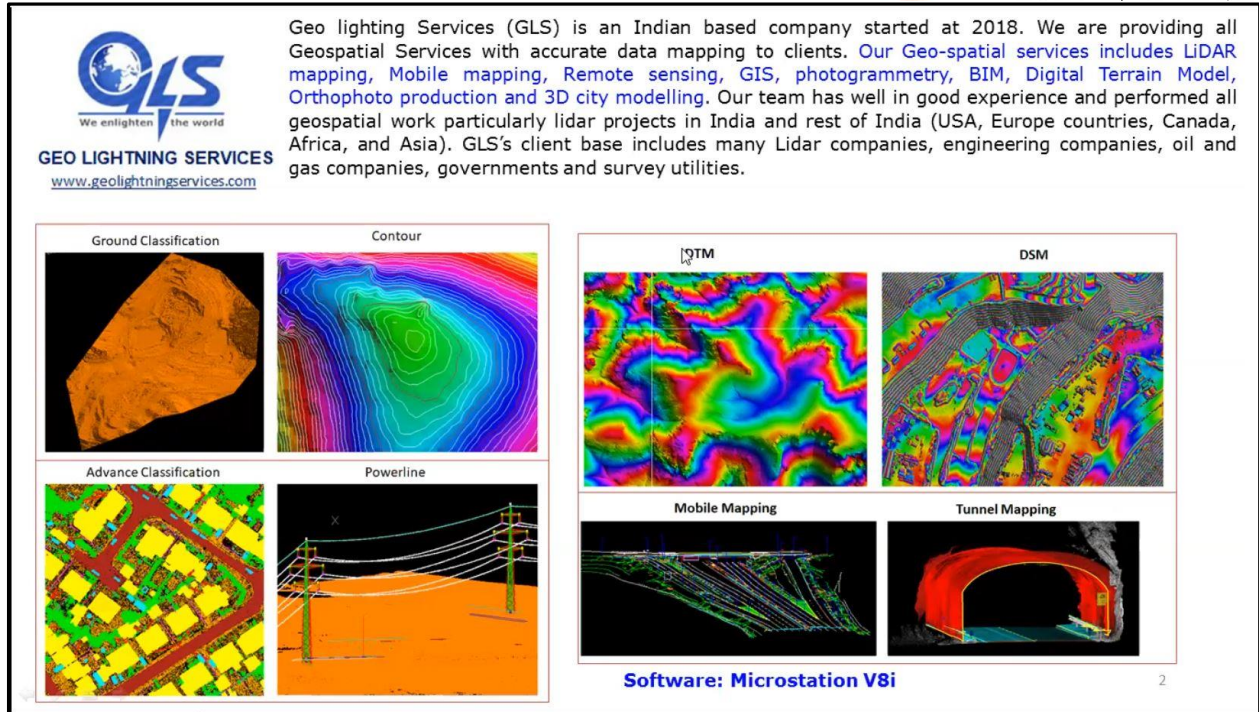 Geo lighting Services (GLS) is an Indian based company started at 2018. We are providing all
Geospatial Services with accurate data mapping to clients. Our Geo-spatial services includes LiDAR
mapping, Mobile mapping, Remote sensing, GIS, photogrammetry, BIM, Digital Terrain Model,
Orthophoto production and 3D city modelling. Our team has well in good experience and performed all
geospatial work particularly lidar projects in India and rest of India (USA, Europe countries, Canada,
Africa, and Asia). GLS's client base includes many Lidar companies, engineering companies, oil and
gas companies, governments and survey utilities.
GLS
We enlighten the world
GEO LIGHTNING SERVICES
www.geolightningservices.com
Ground Classification
Contour
Advance Classification
Powerline
DTM
DSM
Mobile Mapping
Tunnel Mapping
Software: Microstation V8i
2